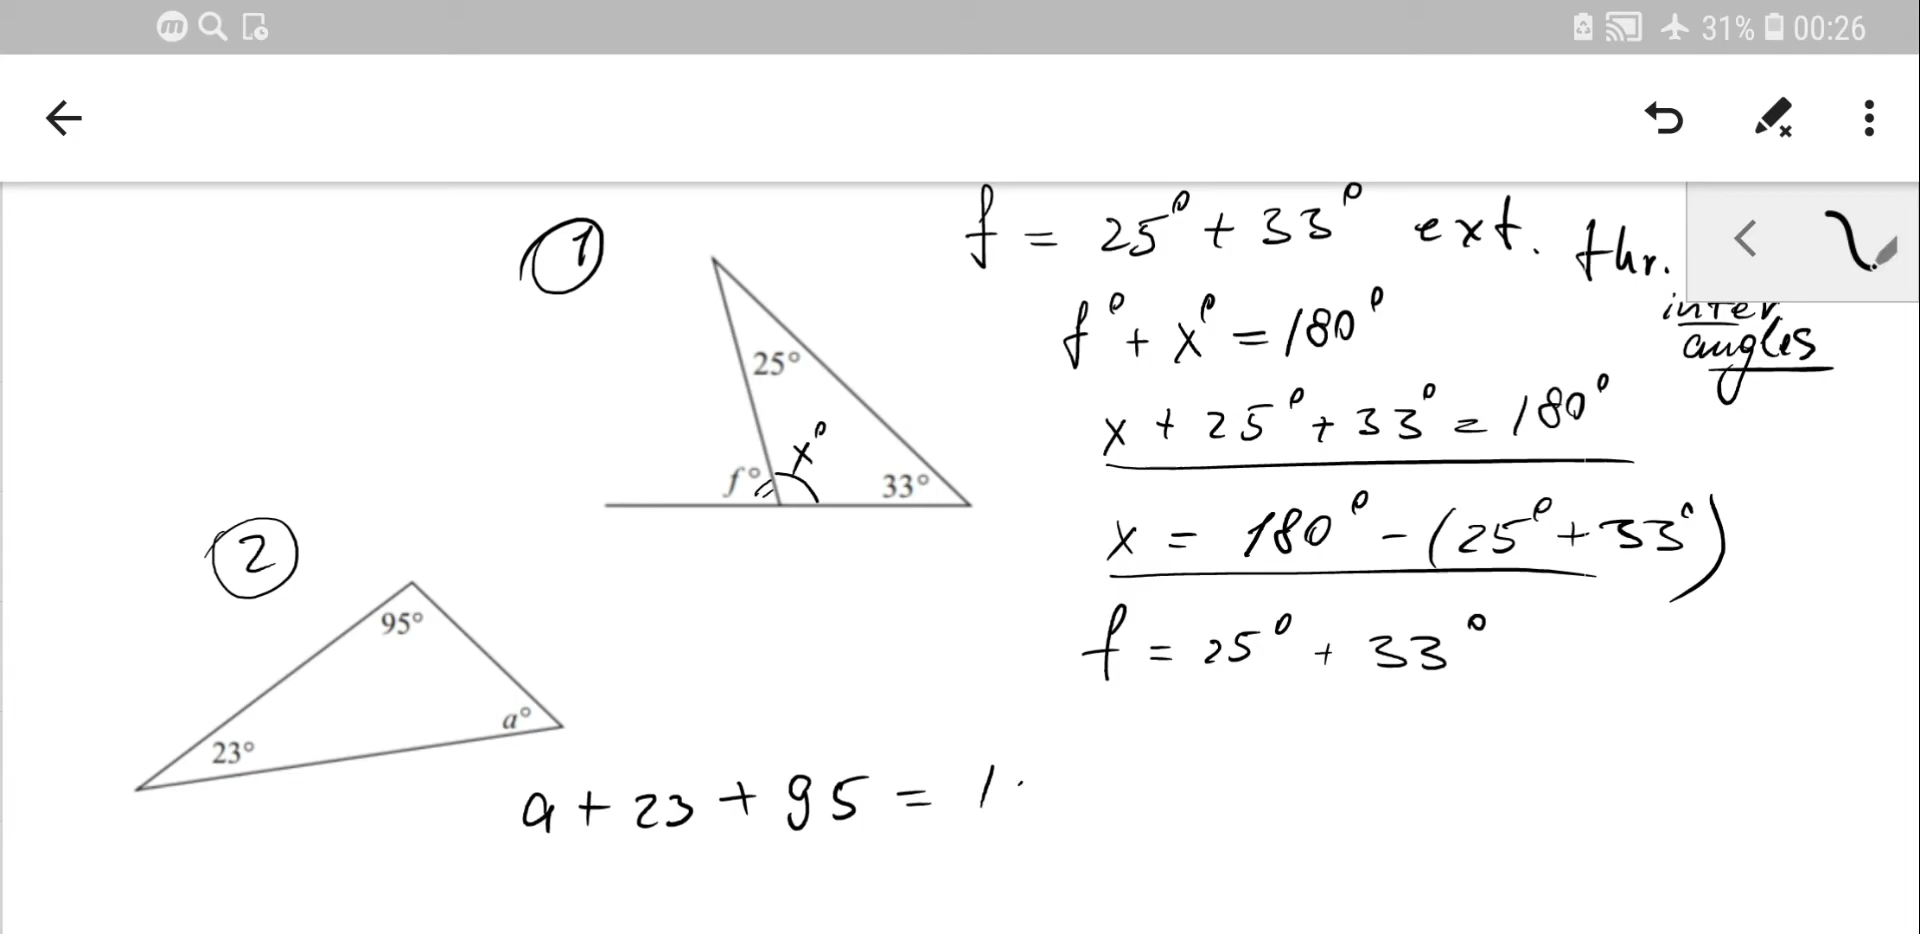 31% 00:26
1
f = 25° + 33° ext. thr.
inter
angles
f° + x° = 180°
x + 25° + 33° = 180°
x = 180° - (25° + 33°)
f = 25° + 33°
25°
x°
f°
33°
2
95°
23°
a°
a + 23 + 95 = 1